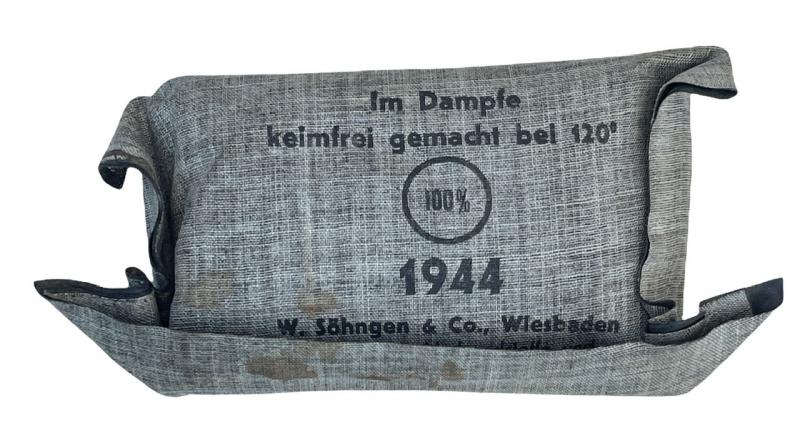 Im Dampfe
keimfrei gemacht bei 120°
100%
1944
W. Söhngen & Co., Wiesbaden